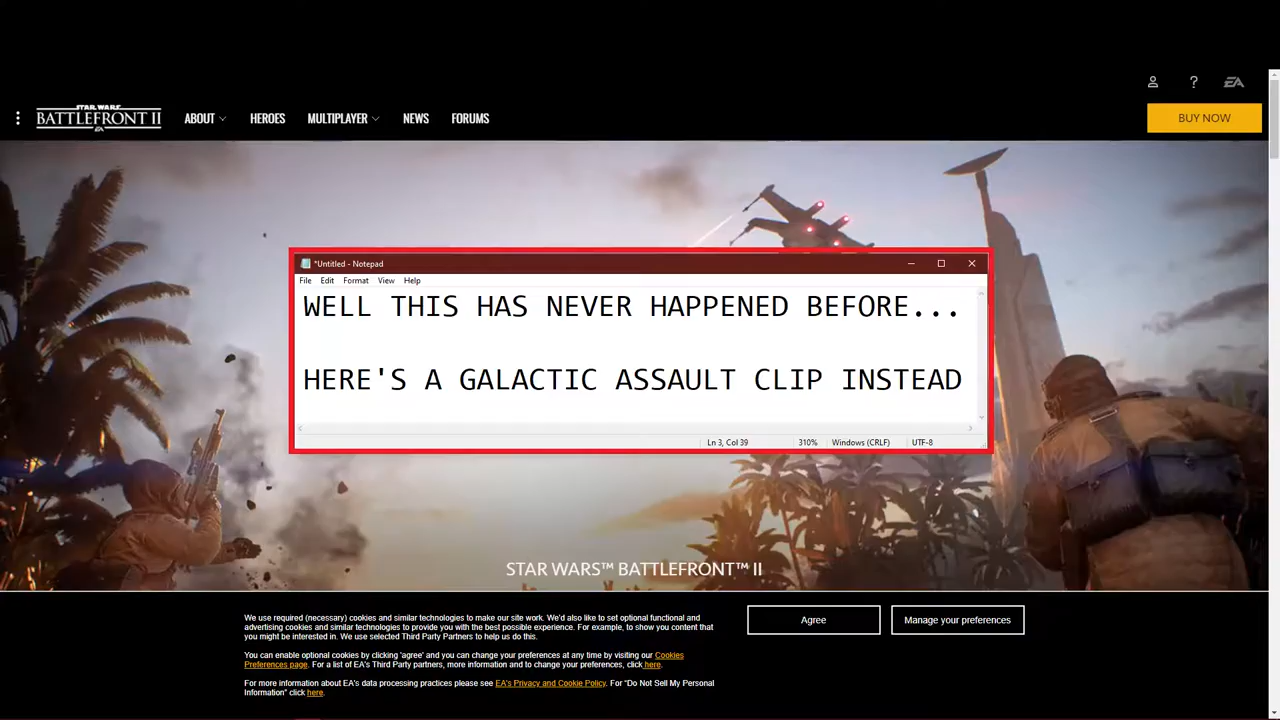 STAR WARS
BATTLEFRONT II
EA
ABOUT
HEROES
MULTIPLAYER
NEWS
FORUMS
?
EA
BUY NOW
*Untitled - Notepad
File Edit Format View Help
WELL THIS HAS NEVER HAPPENED BEFORE...
HERE'S A GALACTIC ASSAULT CLIP INSTEAD
Ln 3, Col 39 310% Windows (CRLF) UTF-8
STAR WARS™ BATTLEFRONT™ II
We use required (necessary) cookies and similar technologies to make our site work. We'd also like to set optional functional and
advertising cookies and similar technologies to provide you with the best possible experience. For example, to show you content that
you might be interested in. We use selected Third Party Partners to help us do this.
You can enable optional cookies by clicking 'agree' and you can change your preferences at any time by visiting our Cookies
Preferences page. For a list of EA's Third Party partners, more information and to change your preferences, click here.
For more information about EA's data processing practices please see EA's Privacy and Cookie Policy. For "Do Not Sell My Personal
Information" click here.
Agree
Manage your preferences